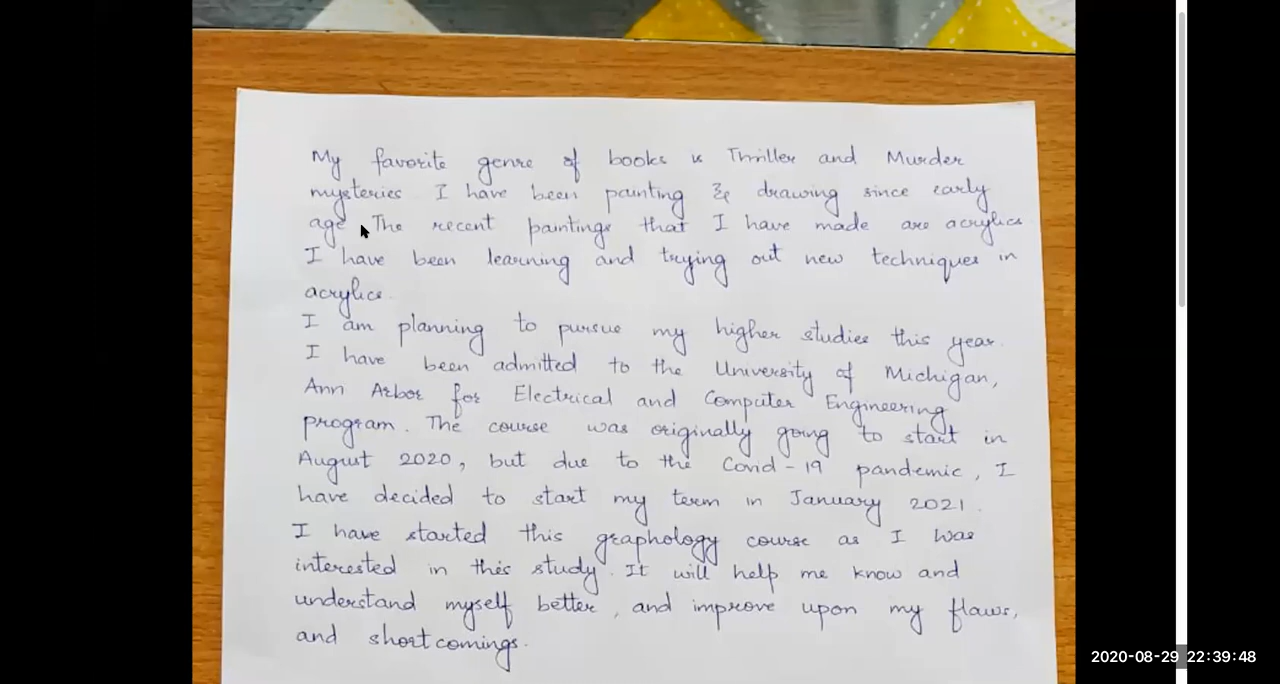 My favorite genre of books is Thriller and Murder
mysteries I have been painting & drawing since early
age. The recent paintings that I have made are acrylics
I have been learning and trying out new techniques in
acrylics.
I am planning to pursue my higher studies this year.
I have been admitted to the University of Michigan,
Ann Arbor for Electrical and Computer Engineering
program. The course was originally going to start in
August 2020, but due to the Covid-19 pandemic, I
have decided to start my term in January 2021.
I have started this graphology course as I was
interested in this study. It will help me know and
understand myself better, and improve upon my flaws,
and shortcomings.
2020-08-29 22:39:48